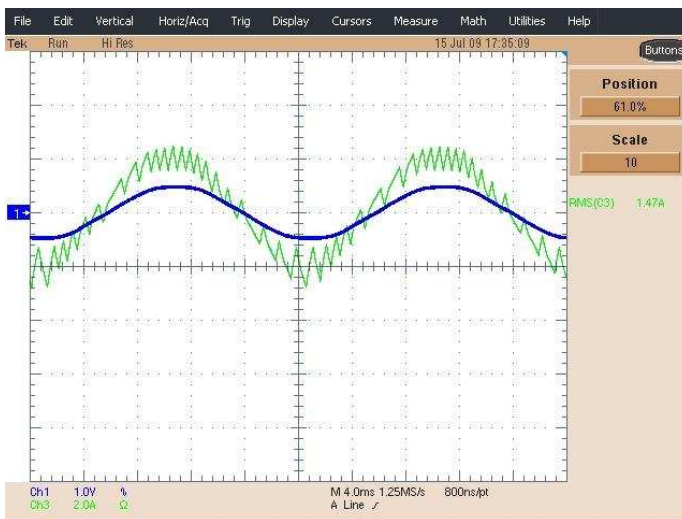 File Edit Vertical Horiz/Acq Trig Display Cursors Measure Math Utilities Help
Tek Run Hi Res 15 Jul 09 17:35:09
Buttons
Position
61.0%
Scale
10
1
RMS(C3) 1.47A
Ch1 1.0V
Ch3 2.0A Ω
M 4.0ms 1.25MS/s 800ns/pt
A Line /